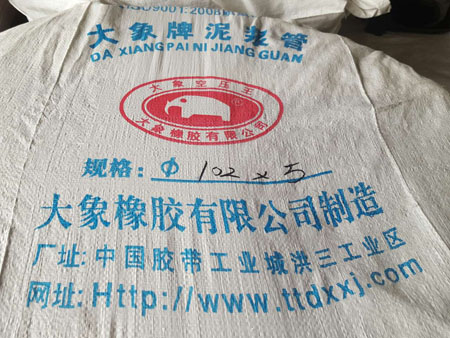 ISO9001:2008
大象牌泥浆管
DA XIANG PAI NI JIANG GUAN
大象空压王
大象橡胶有限公司
规格：Φ 102×5
大象橡胶有限公司制造
厂址：中国胶带工业城洪三工业区
网址：Http://www.ttdxxj.com